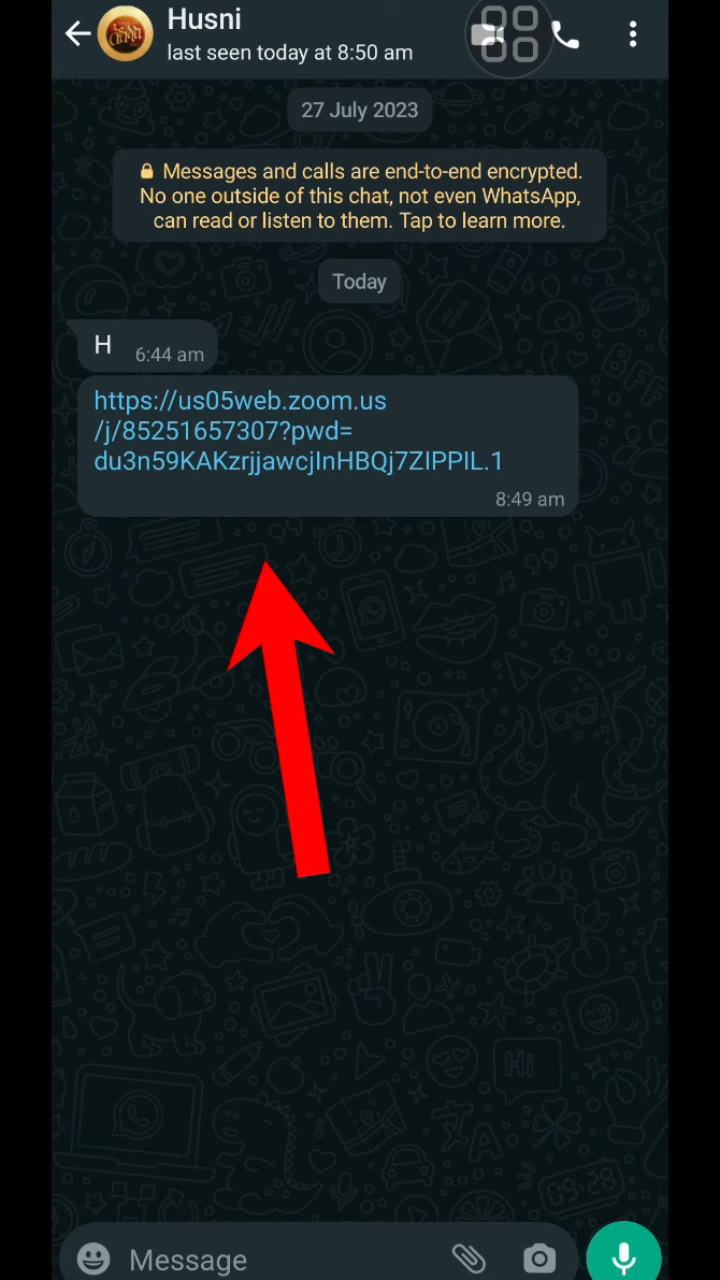 Husni
last seen today at 8:50 am
27 July 2023
Messages and calls are end-to-end encrypted.
No one outside of this chat, not even WhatsApp,
can read or listen to them. Tap to learn more.
Today
H
6:44 am
https://us05web.zoom.us
/j/85251657307?pwd=
du3n59KAKzrjjawcjInHBQj7ZIPPIL.1
8:49 am
Message